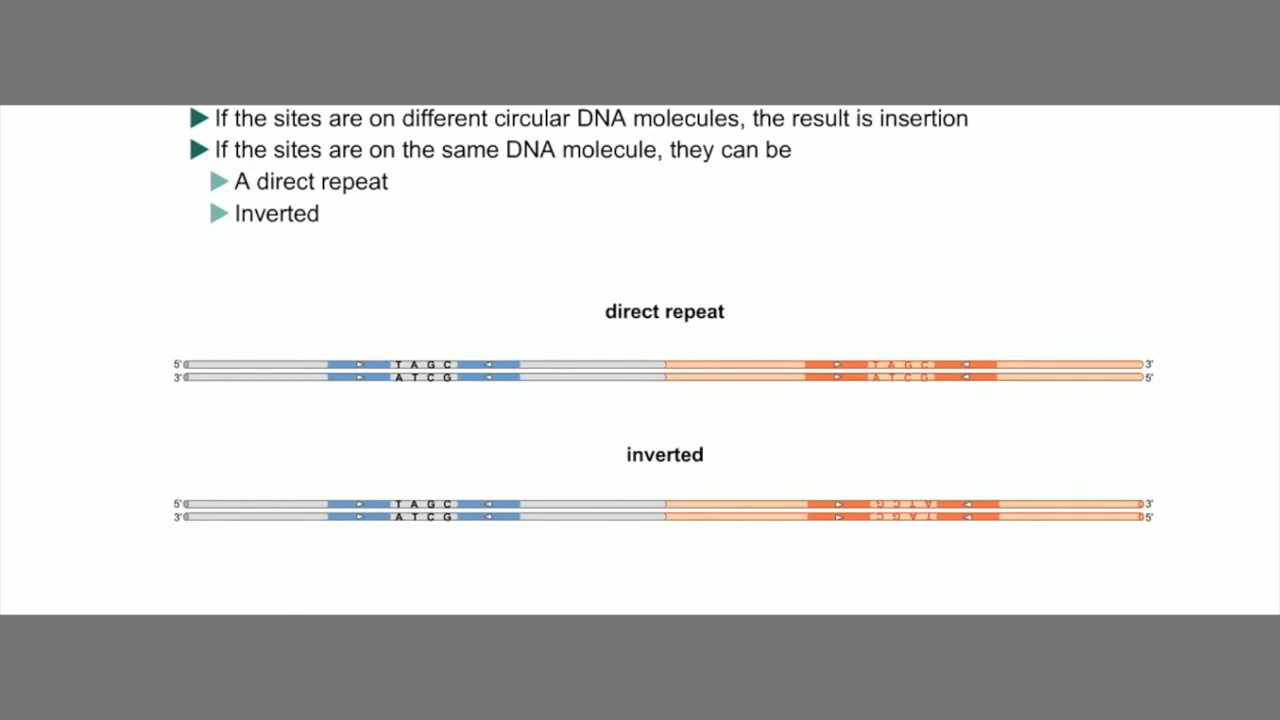 If the sites are on different circular DNA molecules, the result is insertion
If the sites are on the same DNA molecule, they can be
A direct repeat
Inverted
direct repeat
5' T A G C T A G C 3'
3' A T C G A T C G 5'
inverted
5' T A G C G C T A 3'
3' A T C G C G A T 5'